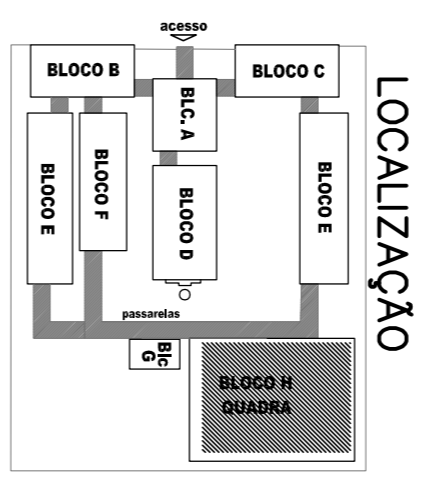 acesso
BLOCO B
BLOCO C
BLC. A
BLOCO E
BLOCO F
BLOCO D
BLOCO E
LOCALIZAÇÃO
passarelas
Blc
G
BLOCO H
QUADRA